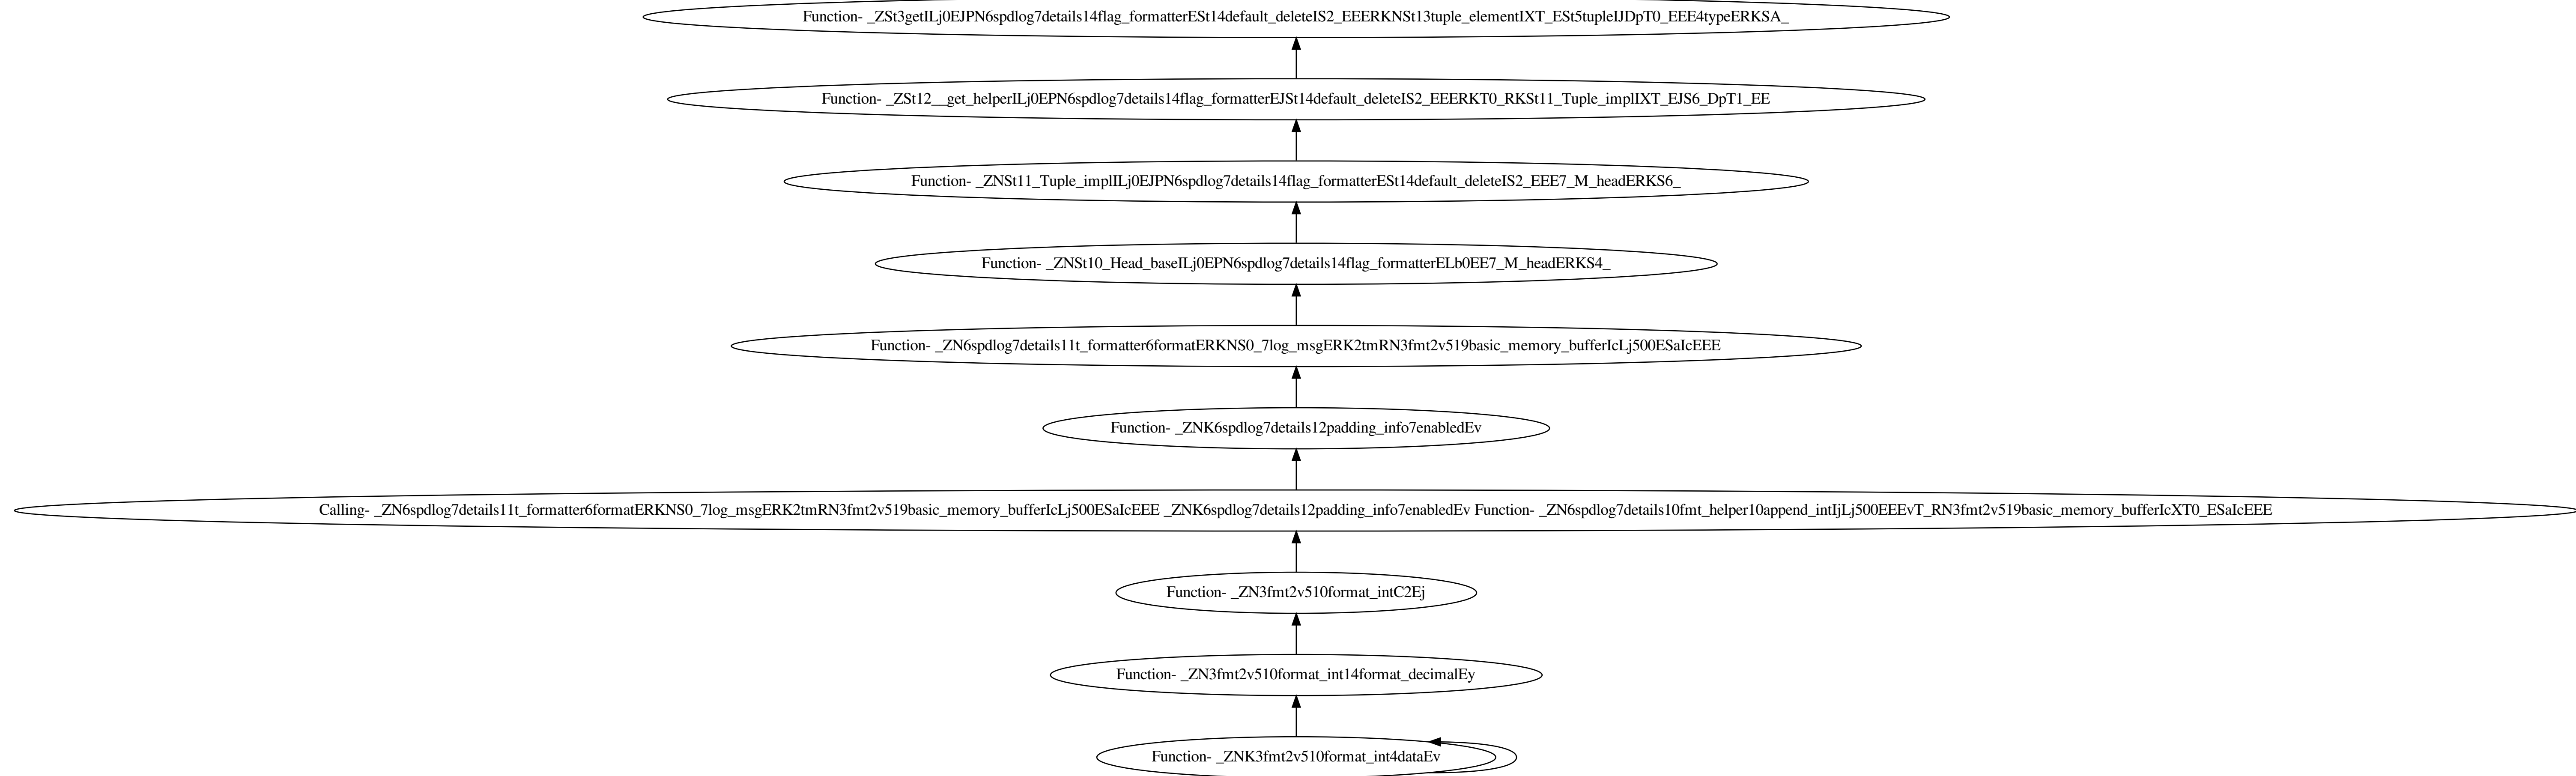 Function- _ZSt3getILj0EJPN6spdlog7details14flag_formatterESt14default_deleteIS2_EEERKNSt13tuple_elementIXT_ESt5tupleIJDpT0_EEE4typeERKSA_
Function- _ZSt12__get_helperILj0EPN6spdlog7details14flag_formatterEJSt14default_deleteIS2_EEERKT0_RKSt11_Tuple_implIXT_EJS6_DpT1_EE
Function- _ZNSt11_Tuple_implILj0EJPN6spdlog7details14flag_formatterESt14default_deleteIS2_EEE7_M_headERKS6_
Function- _ZNSt10_Head_baseILj0EPN6spdlog7details14flag_formatterELb0EE7_M_headERKS4_
Function- _ZN6spdlog7details11t_formatter6formatERKNS0_7log_msgERK2tmRN3fmt2v519basic_memory_bufferIcLj500ESaIcEEE
Function- _ZNK6spdlog7details12padding_info7enabledEv
Calling- _ZN6spdlog7details11t_formatter6formatERKNS0_7log_msgERK2tmRN3fmt2v519basic_memory_bufferIcLj500ESaIcEEE _ZNK6spdlog7details12padding_info7enabledEv Function- _ZN6spdlog7details10fmt_helper10append_intIjLj500EEEvT_RN3fmt2v519basic_memory_bufferIcXT0_ESaIcEEE
Function- _ZN3fmt2v510format_intC2Ej
Function- _ZN3fmt2v510format_int14format_decimalEy
Function- _ZNK3fmt2v510format_int4dataEv